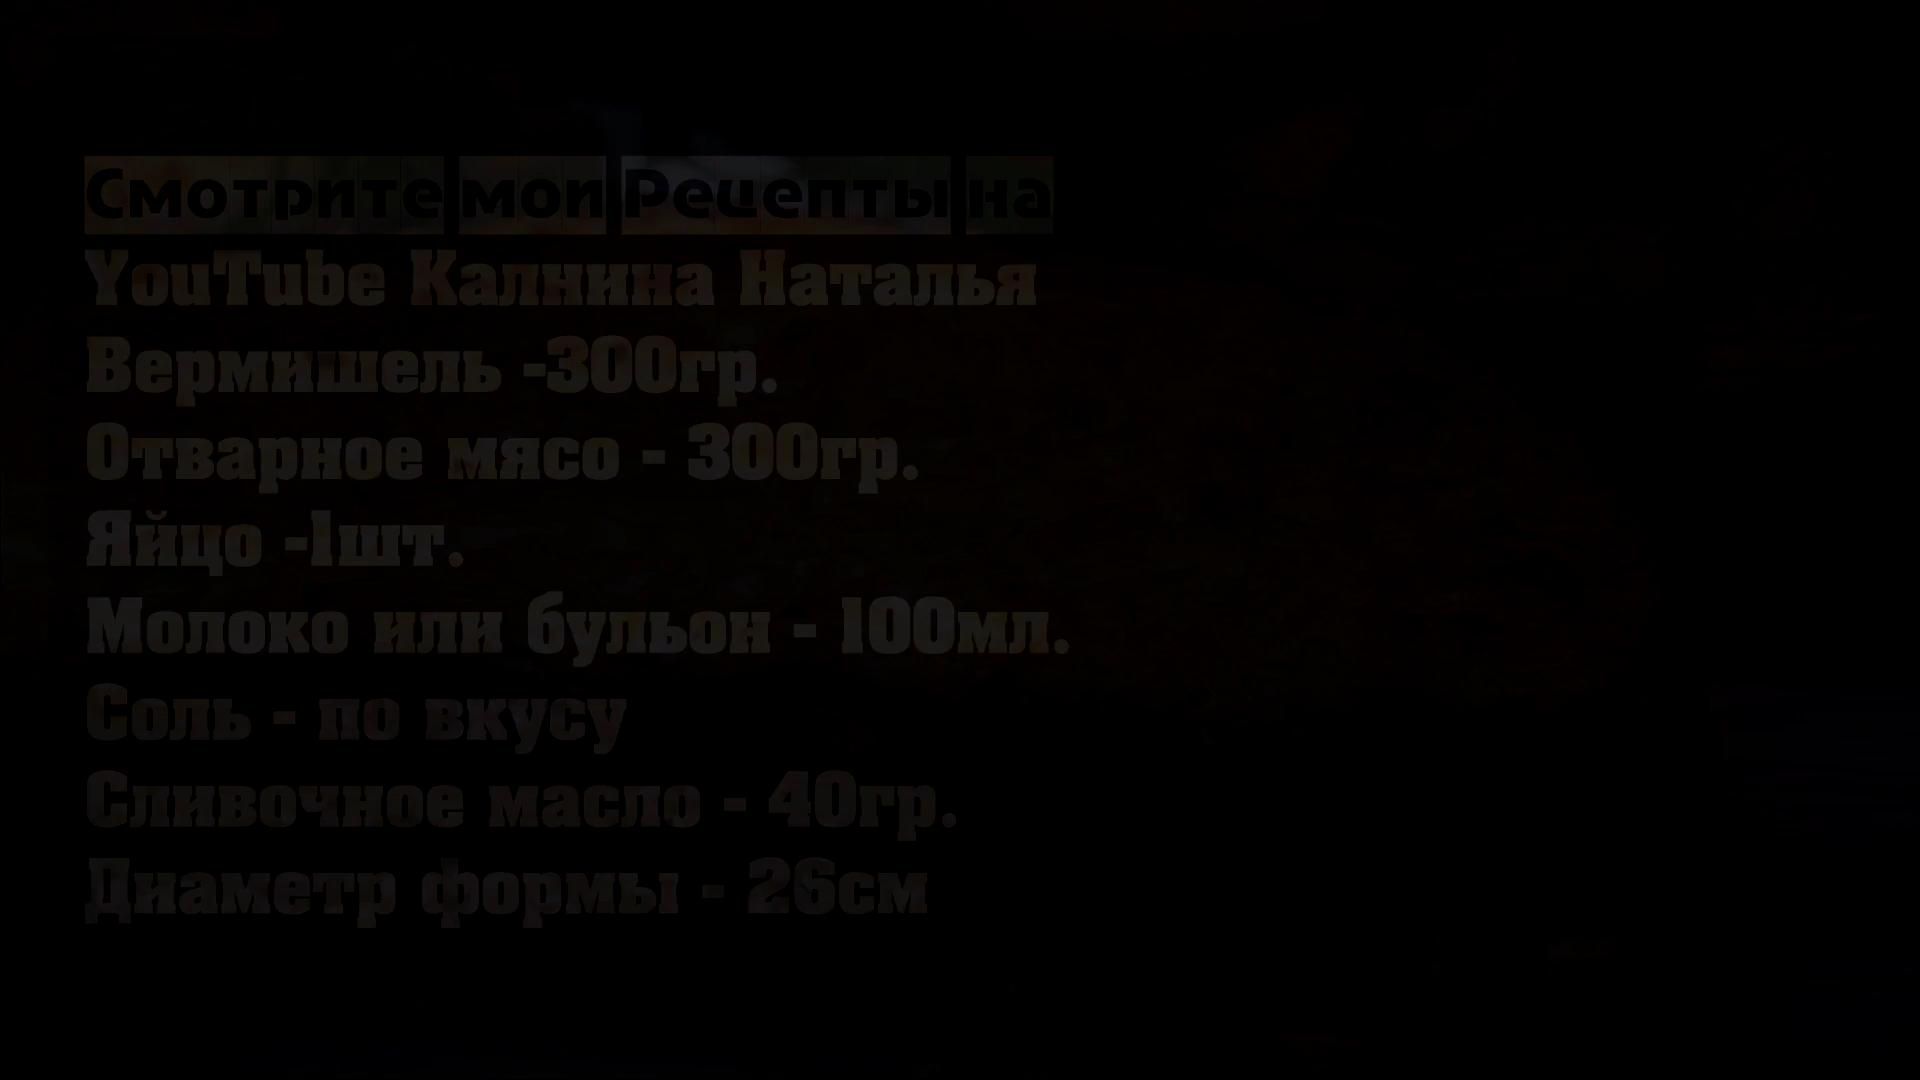 Смотрите мои Рецепты на
YouTube Калнина Наталья
Вермишель -300гр.
Отварное мясо - 300гр.
Яйцо -1шт.
Молоко или бульон - 100мл.
Соль - по вкусу
Сливочное масло - 40гр.
Диаметр формы - 26см